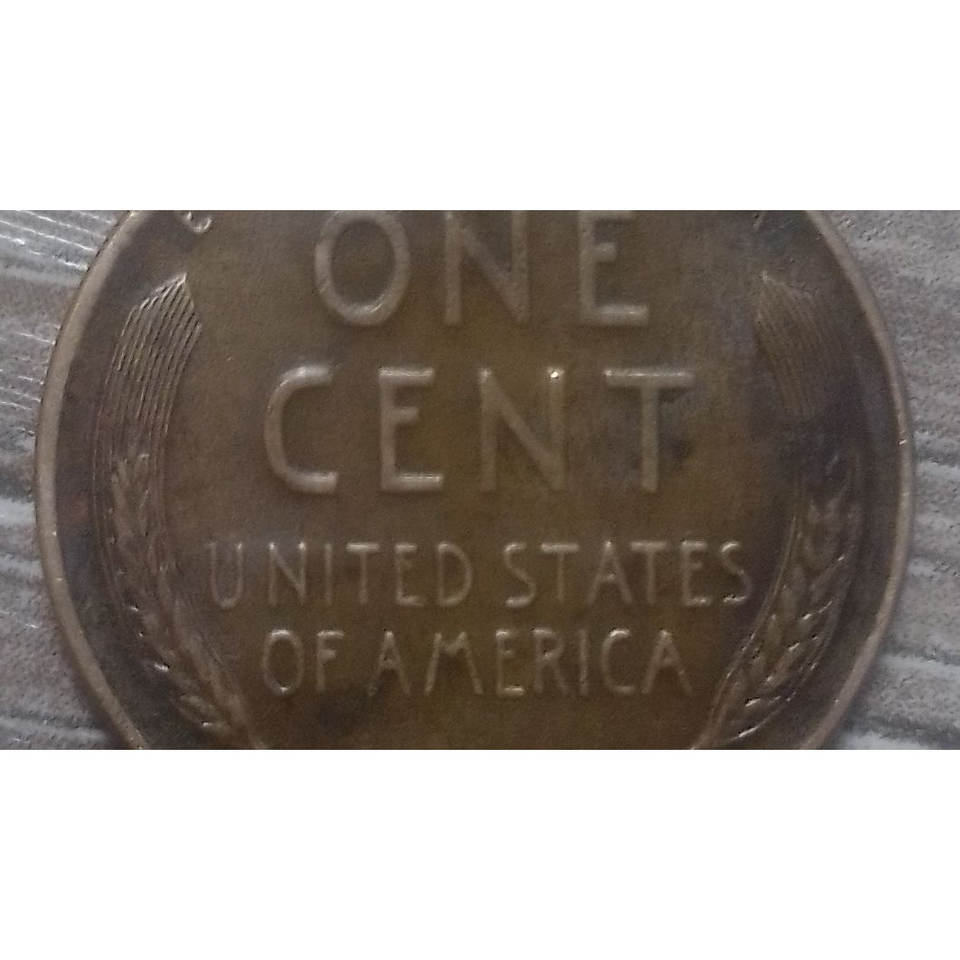 ONE
CENT
UNITED STATES
OF AMERICA